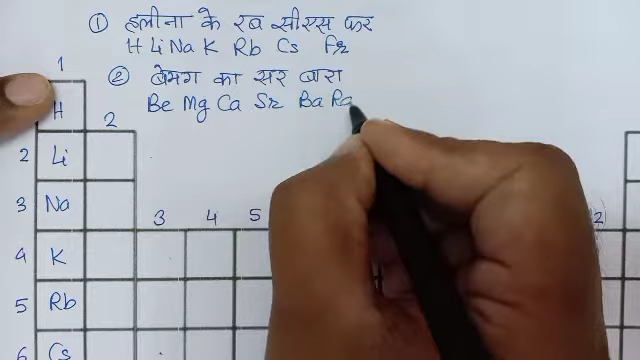 ① हलीना के रब सीएस फर
H Li Na K Rb Cs Fr
② बेमग का सर बारा
Be Mg Ca Sr Ba Ra
1
H 2
2 Li
3 Na 3 4 5
4 K
5 Rb
6 Cs